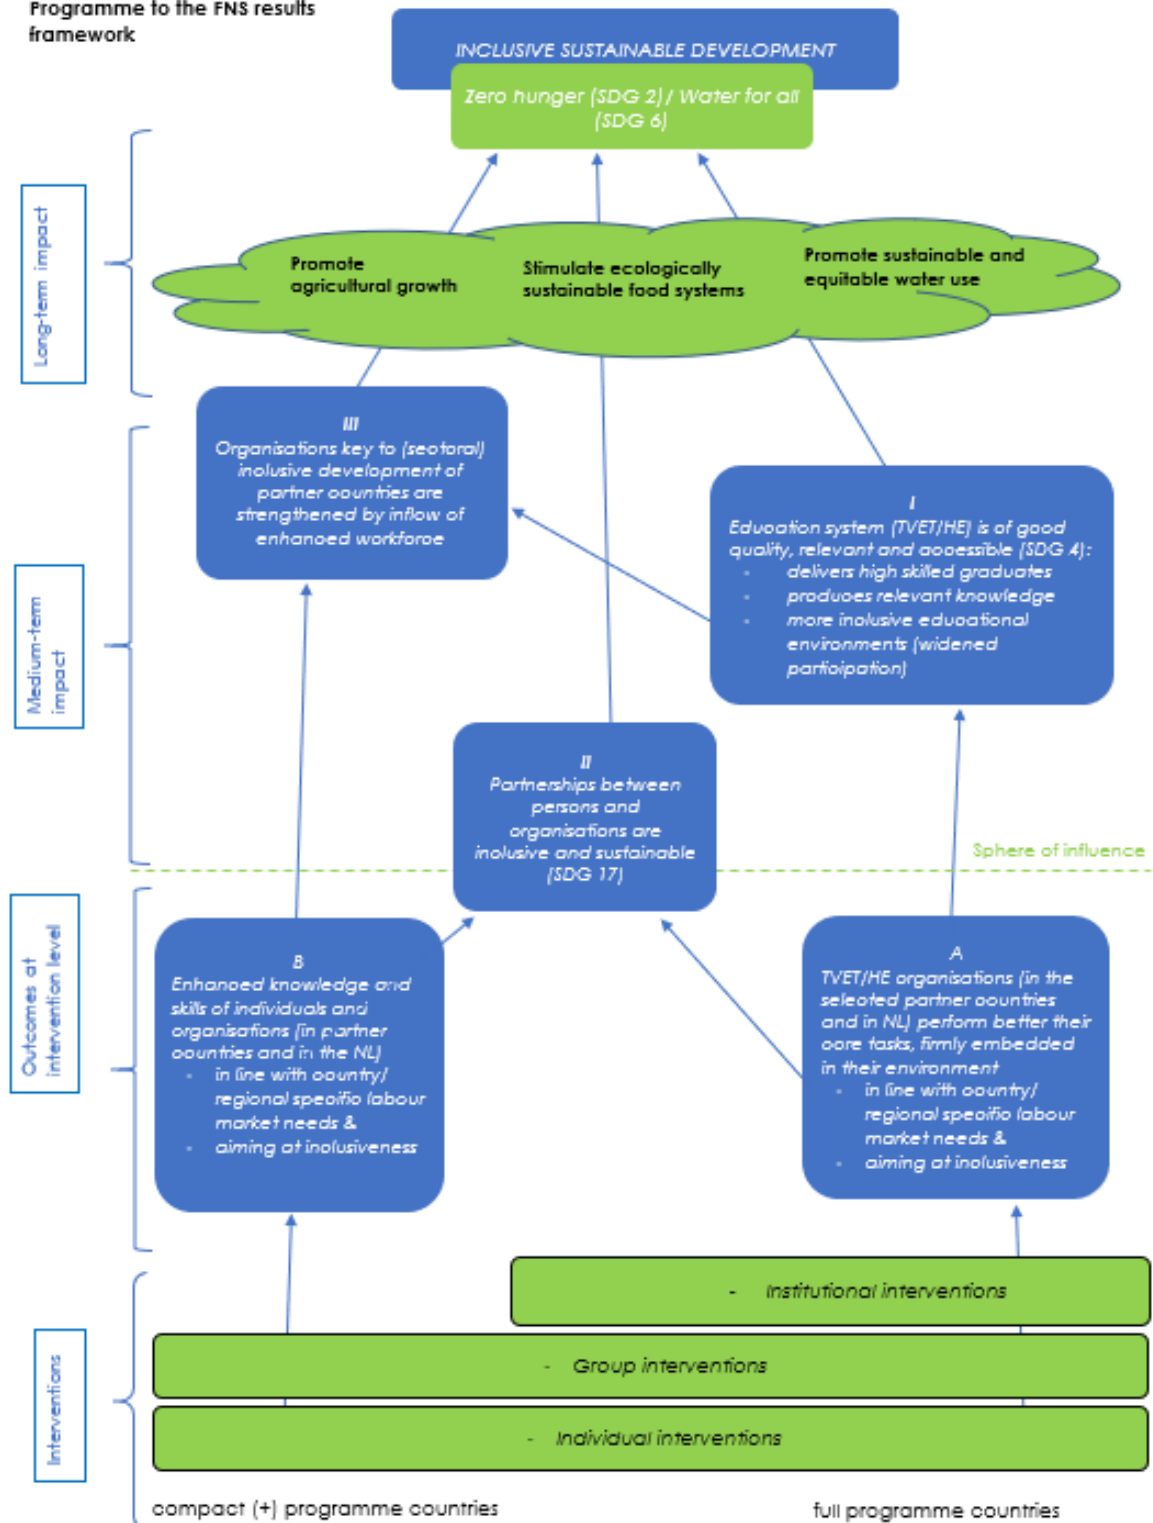 Programme to the FNS results
framework
INCLUSIVE SUSTAINABLE DEVELOPMENT
Zero hunger (SDG 2) / Water for all
(SDG 6)
Long-term impact
Promote
agricultural growth
Stimulate ecologically
sustainable food systems
Promote sustainable and
equitable water use
III
Organisations key to (sectoral)
inclusive development of
partner countries are
strengthened by inflow of
enhanced workforce
I
Education system (TVET/HE) is of good
quality, relevant and accessible (SDG 4):
- delivers high skilled graduates
- produces relevant knowledge
- more inclusive educational
environments (widened
participation)
Medium-term
impact
II
Partnerships between
persons and
organisations are
inclusive and sustainable
(SDG 17)
Sphere of influence
Outcomes at
intervention level
B
Enhanced knowledge and
skills of individuals and
organisations (in partner
countries and in the NL)
- in line with country/
regional specific labour
market needs &
- aiming at inclusiveness
A
TVET/HE organisations (in the
selected partner countries
and in NL) perform better their
core tasks, firmly embedded
in their environment
- in line with country/
regional specific labour
market needs &
- aiming at inclusiveness
Interventions
- Institutional interventions
- Group interventions
- Individual interventions
compact (+) programme countries
full programme countries